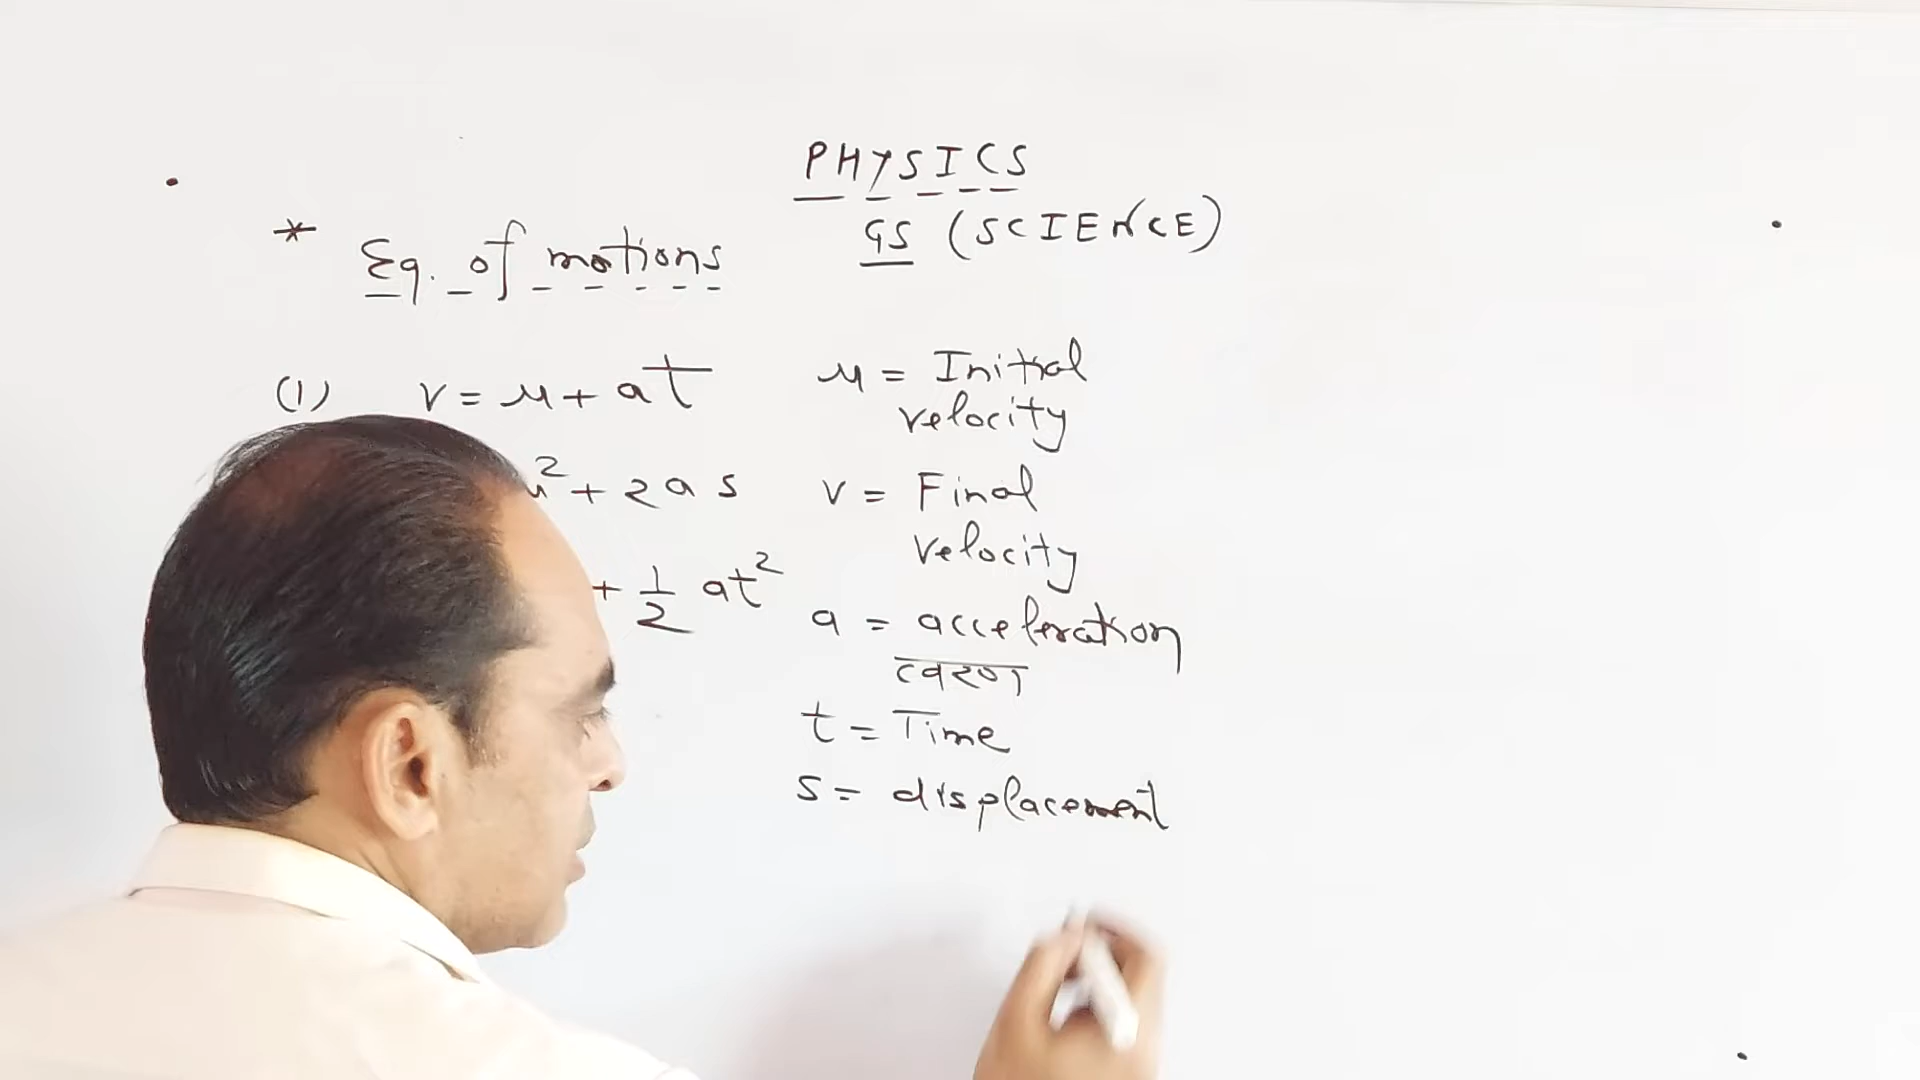 PHYSICS
GS (SCIENCE)
* Eq. of motions
(1) v = u + at
u² + 2 a s
+ 1/2 at²
u = Initial
velocity
v = Final
velocity
a = acceleration
त्वरण
t = Time
s = displacement